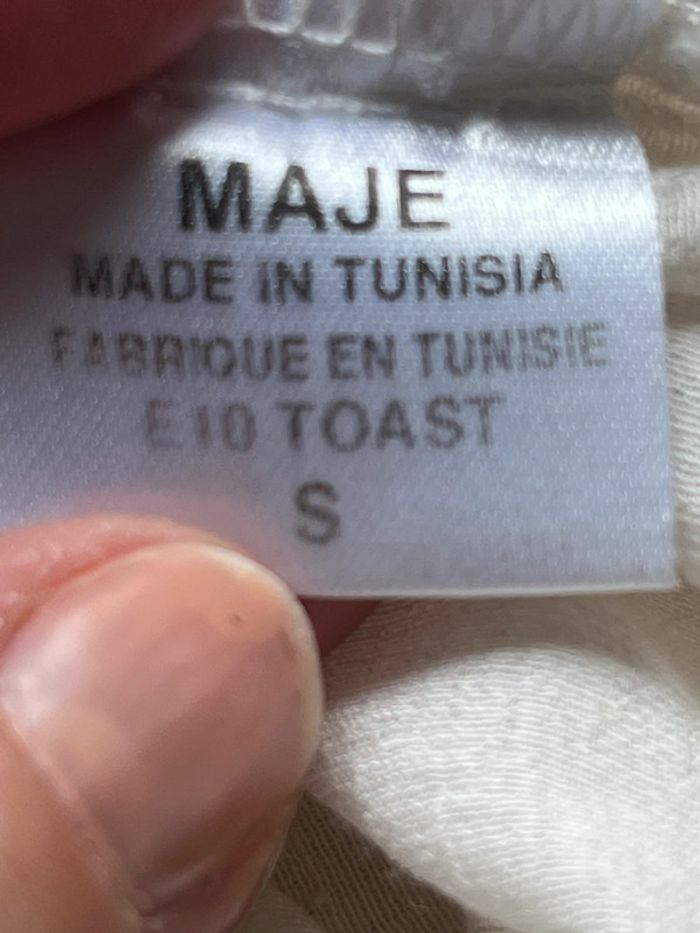 MAJE
MADE IN TUNISIA
FABRIQUE EN TUNISIE
E10 TOAST
S